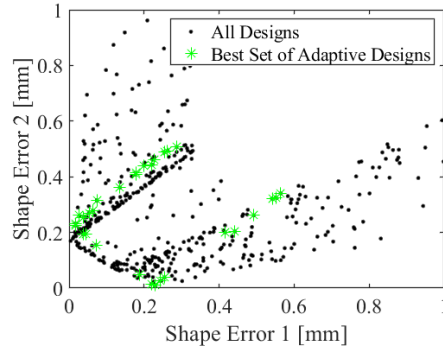 1
0.8
0.6
0.4
0.2
0
Shape Error 2 [mm]
All Designs
Best Set of Adaptive Designs
0 0.2 0.4 0.6 0.8 1
Shape Error 1 [mm]